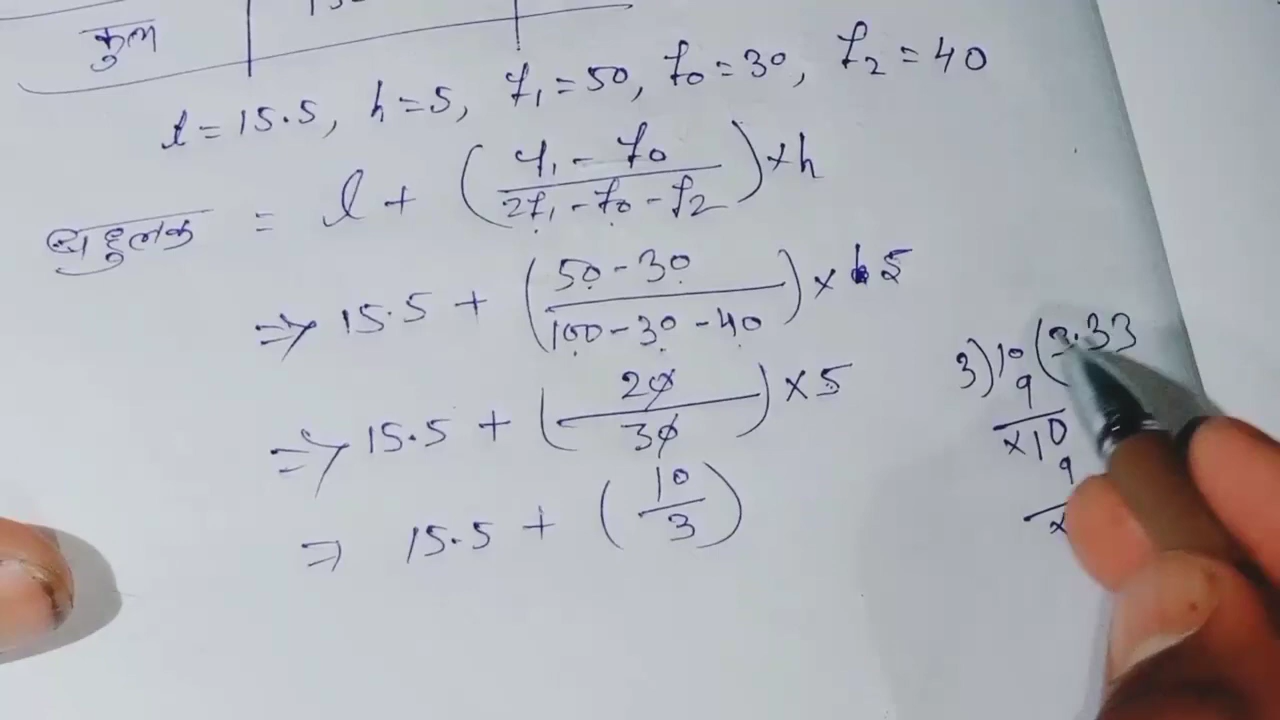 कुल
l = 15.5, h = 5, f₁ = 50, f₀ = 30, f₂ = 40
बहुलक = l + (f₁ - f₀ / 2f₁ - f₀ - f₂) × h
⇒ 15.5 + (50 - 30 / 100 - 30 - 40) × 5
⇒ 15.5 + (20 / 30) × 5
⇒ 15.5 + (10 / 3)
3) 10 (3.33
9
×10
9
×